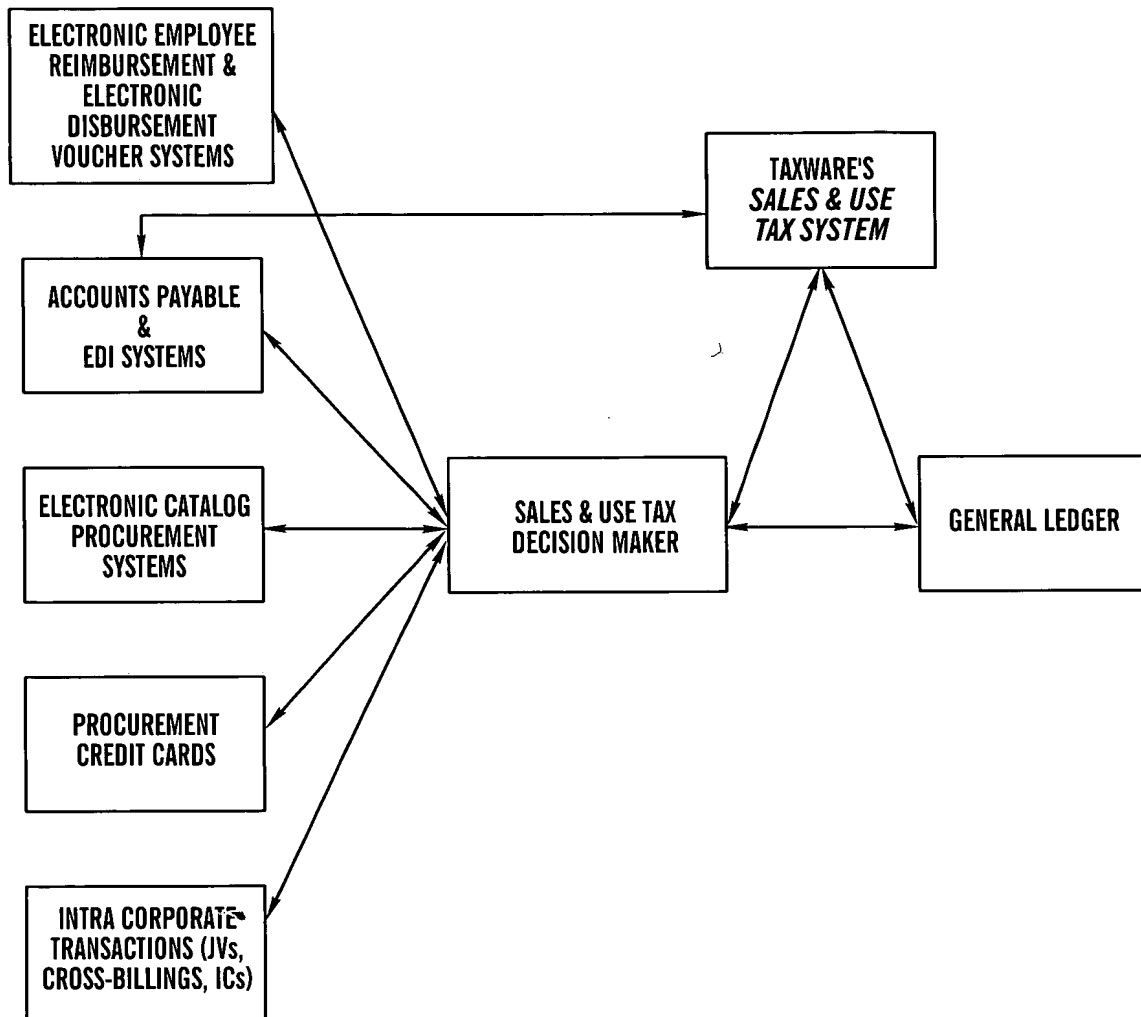 ELECTRONIC EMPLOYEE
REIMBURSEMENT &
ELECTRONIC
DISBURSEMENT
VOUCHER SYSTEMS
TAXWARE'S
SALES & USE
TAX SYSTEM
ACCOUNTS PAYABLE
&
EDI SYSTEMS
ELECTRONIC CATALOG
PROCUREMENT
SYSTEMS
SALES & USE TAX
DECISION MAKER
GENERAL LEDGER
PROCUREMENT
CREDIT CARDS
INTRA CORPORATE
TRANSACTIONS (JVs,
CROSS-BILLINGS, ICs)